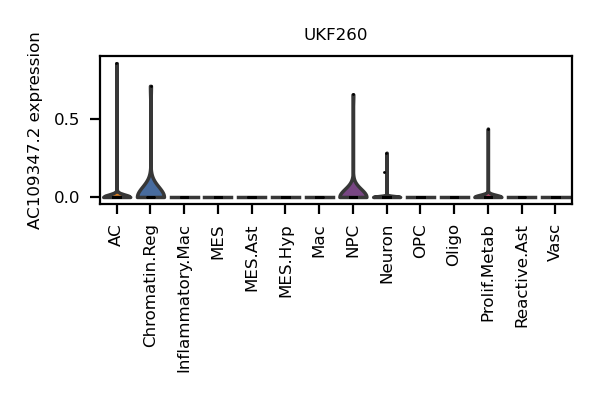 UKF260
AC109347.2 expression
0.5
0.0
AC
Chromatin.Reg
Inflammatory.Mac
MES
MES.Ast
MES.Hyp
Mac
NPC
Neuron
OPC
Oligo
Prolif.Metab
Reactive.Ast
Vasc